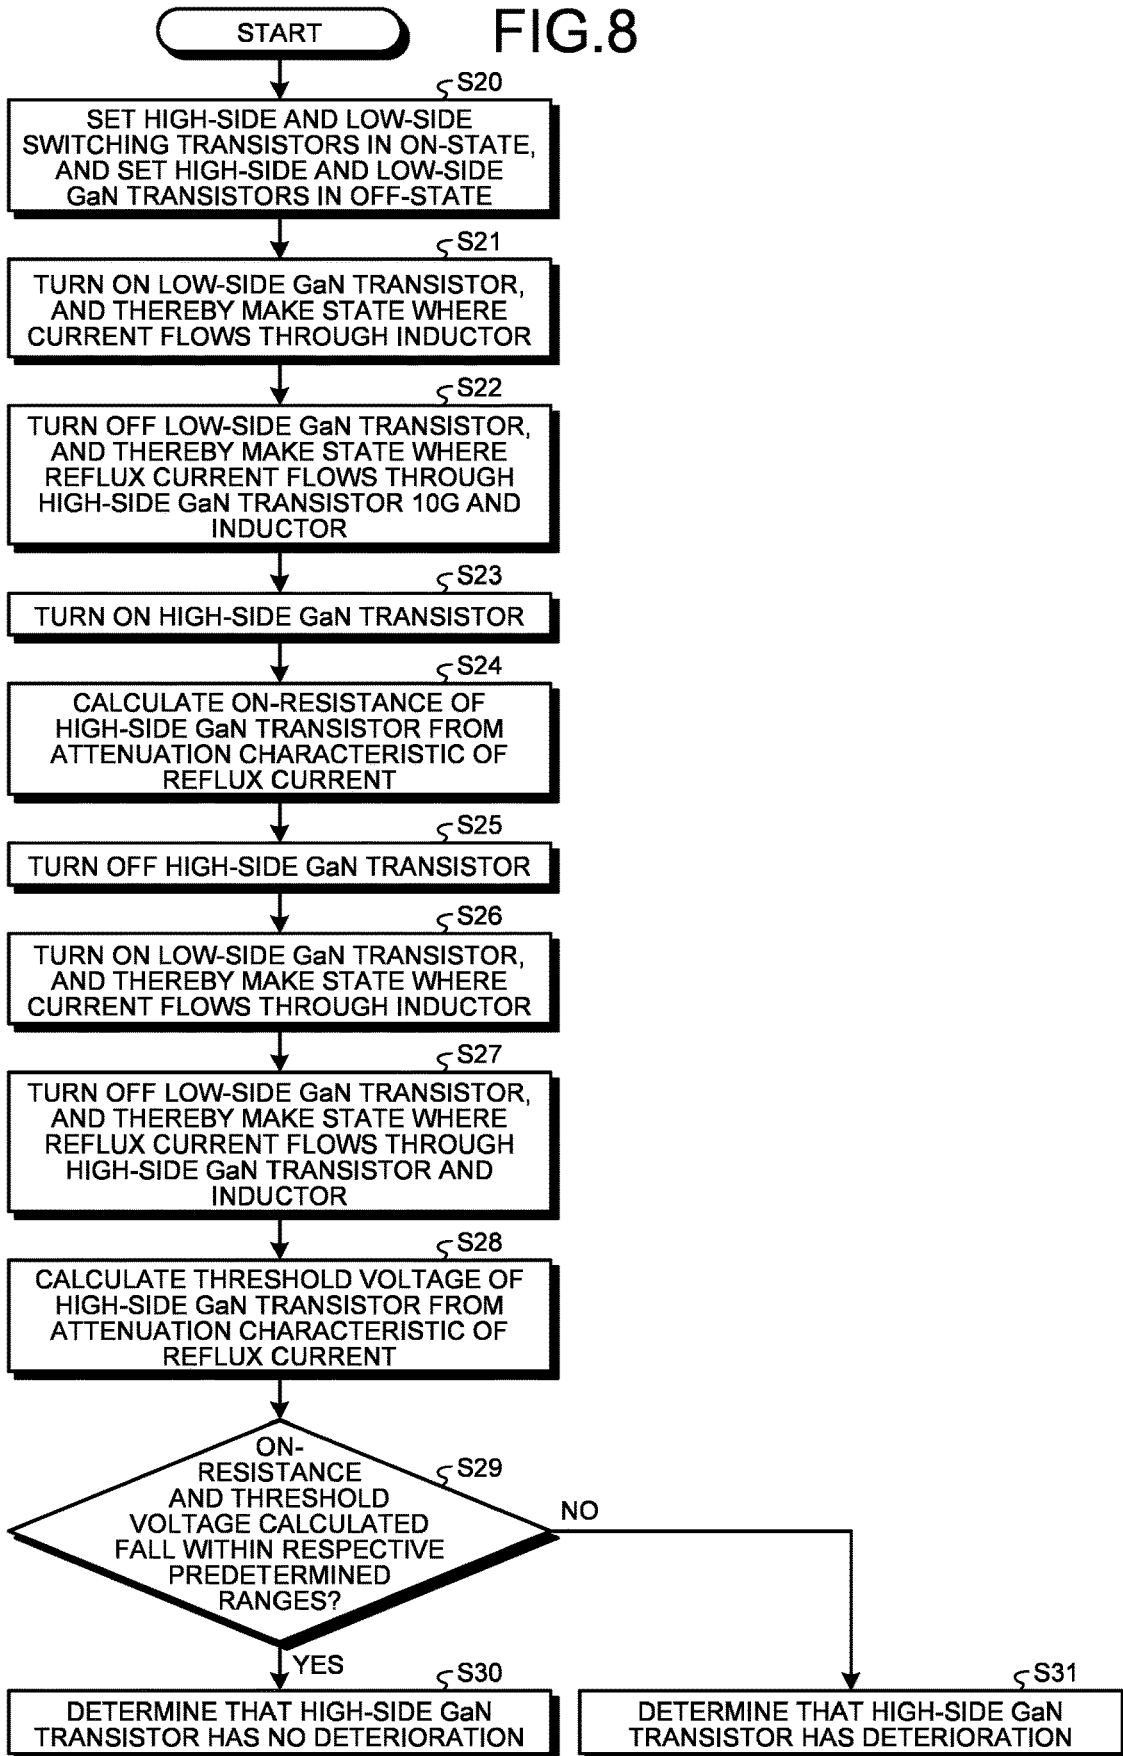 START
FIG.8
S20
SET HIGH-SIDE AND LOW-SIDE
SWITCHING TRANSISTORS IN ON-STATE,
AND SET HIGH-SIDE AND LOW-SIDE
GaN TRANSISTORS IN OFF-STATE
S21
TURN ON LOW-SIDE GaN TRANSISTOR,
AND THEREBY MAKE STATE WHERE
CURRENT FLOWS THROUGH INDUCTOR
S22
TURN OFF LOW-SIDE GaN TRANSISTOR,
AND THEREBY MAKE STATE WHERE
REFLUX CURRENT FLOWS THROUGH
HIGH-SIDE GaN TRANSISTOR 10G AND
INDUCTOR
S23
TURN ON HIGH-SIDE GaN TRANSISTOR
S24
CALCULATE ON-RESISTANCE OF
HIGH-SIDE GaN TRANSISTOR FROM
ATTENUATION CHARACTERISTIC OF
REFLUX CURRENT
S25
TURN OFF HIGH-SIDE GaN TRANSISTOR
S26
TURN ON LOW-SIDE GaN TRANSISTOR,
AND THEREBY MAKE STATE WHERE
CURRENT FLOWS THROUGH INDUCTOR
S27
TURN OFF LOW-SIDE GaN TRANSISTOR,
AND THEREBY MAKE STATE WHERE
REFLUX CURRENT FLOWS THROUGH
HIGH-SIDE GaN TRANSISTOR AND
INDUCTOR
S28
CALCULATE THRESHOLD VOLTAGE OF
HIGH-SIDE GaN TRANSISTOR FROM
ATTENUATION CHARACTERISTIC OF
REFLUX CURRENT
S29
ON-
RESISTANCE
AND THRESHOLD
VOLTAGE CALCULATED
FALL WITHIN RESPECTIVE
PREDETERMINED
RANGES?
NO
YES
S30
DETERMINE THAT HIGH-SIDE GaN
TRANSISTOR HAS NO DETERIORATION
S31
DETERMINE THAT HIGH-SIDE GaN
TRANSISTOR HAS DETERIORATION